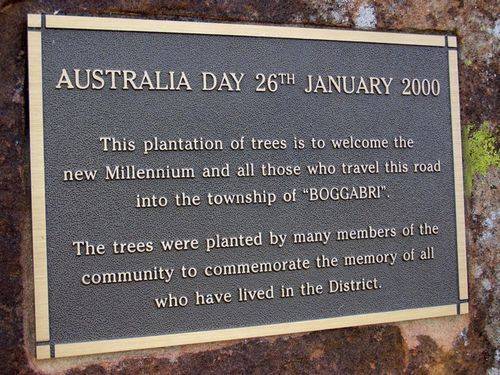 AUSTRALIA DAY 26TH JANUARY 2000
This plantation of trees is to welcome the
new Millennium and all those who travel this road
into the township of "BOGGABRI".
The trees were planted by many members of the
community to commemorate the memory of all
who have lived in the District.